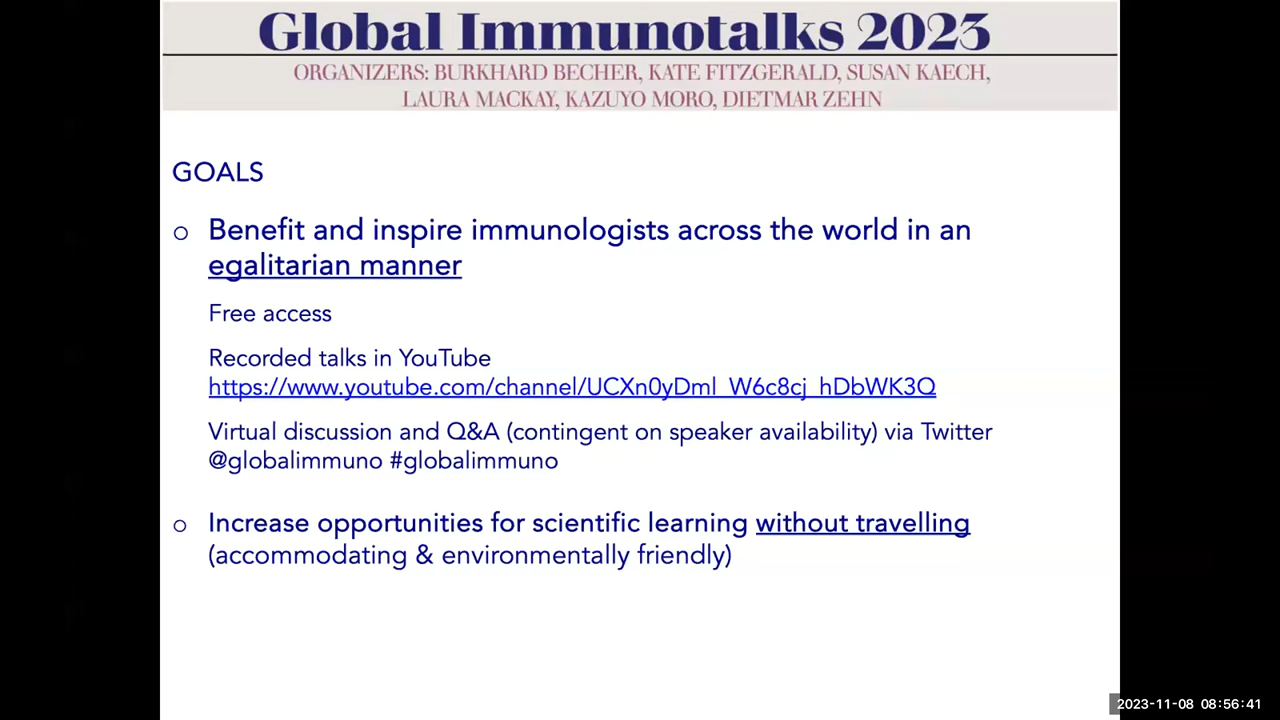 Global Immunotalks 2023
ORGANIZERS: BURKHARD BECHER, KATE FITZGERALD, SUSAN KAECH,
LAURA MACKAY, KAZUYO MORO, DIETMAR ZEHN
GOALS
o Benefit and inspire immunologists across the world in an
egalitarian manner
Free access
Recorded talks in YouTube
https://www.youtube.com/channel/UCXn0yDml_W6c8cj_hDbWK3Q
Virtual discussion and Q&A (contingent on speaker availability) via Twitter
@globalimmuno #globalimmuno
o Increase opportunities for scientific learning without travelling
(accommodating & environmentally friendly)
2023-11-08 08:56:41